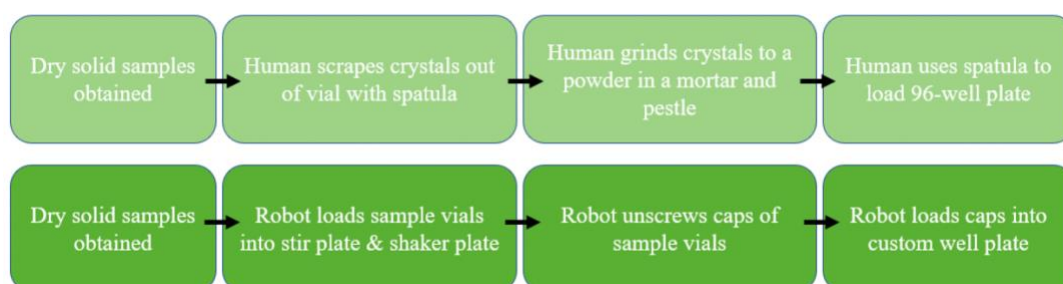 Dry solid samples
obtained
Human scrapes crystals out
of vial with spatula
Human grinds crystals to a
powder in a mortar and
pestle
Human uses spatula to
load 96-well plate
Dry solid samples
obtained
Robot loads sample vials
into stir plate & shaker plate
Robot unscrews caps of
sample vials
Robot loads caps into
custom well plate